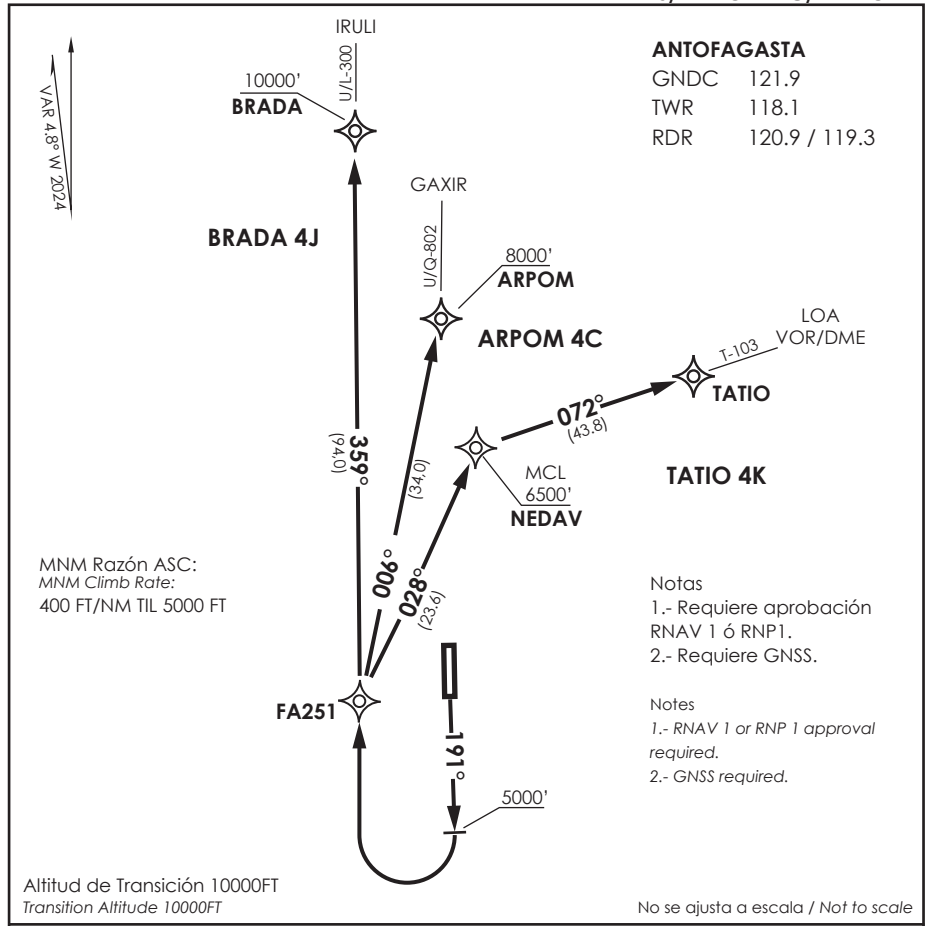 IRULI
U/L-300
10000'
BRADA
VAR 4.8° W 2024
ANTOFAGASTA
GNDC 121.9
TWR 118.1
RDR 120.9 / 119.3
GAXIR
U/Q-802
BRADA 4J
8000'
ARPOM
ARPOM 4C
LOA
VOR/DME
T-103
TATIO
072°
(43.8)
MCL
6500'
NEDAV
TATIO 4K
359°
(94,0)
(34,0)
006°
028°
(23.6)
MNM Razón ASC:
MNM Climb Rate:
400 FT/NM TIL 5000 FT
Notas
1.- Requiere aprobación
RNAV 1 ó RNP1.
2.- Requiere GNSS.
Notes
1.- RNAV 1 or RNP 1 approval
required.
2.- GNSS required.
FA251
191°
5000'
Altitud de Transición 10000FT
Transition Altitude 10000FT
No se ajusta a escala / Not to scale